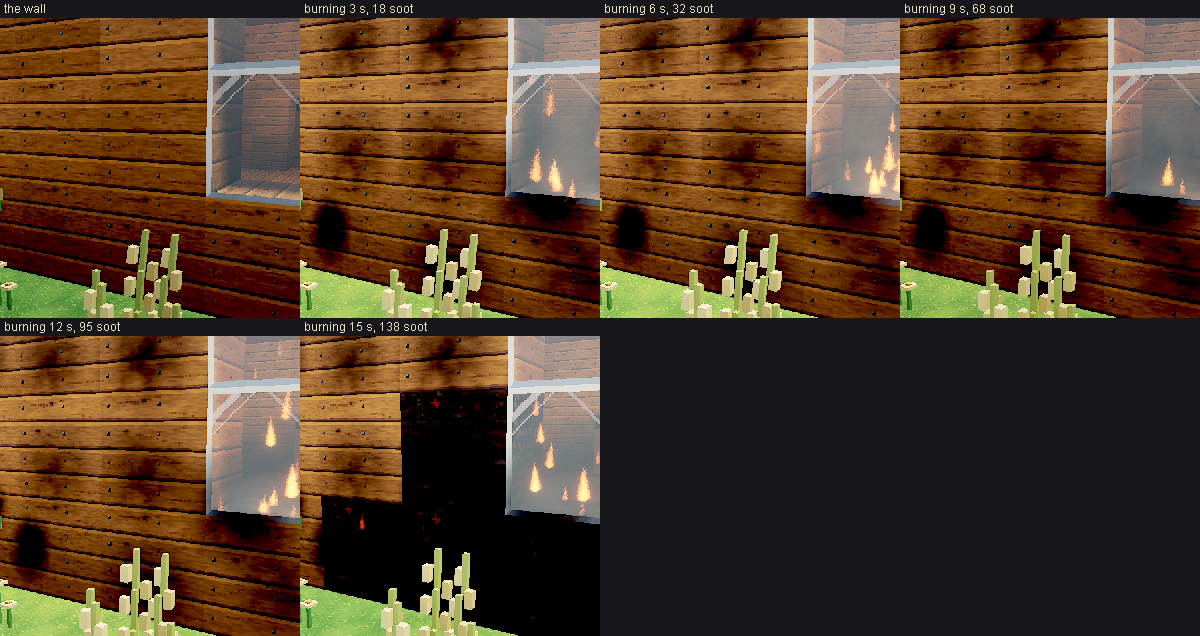 the wall
burning 3 s, 18 soot
burning 6 s, 32 soot
burning 9 s, 68 soot
burning 12 s, 95 soot
burning 15 s, 138 soot